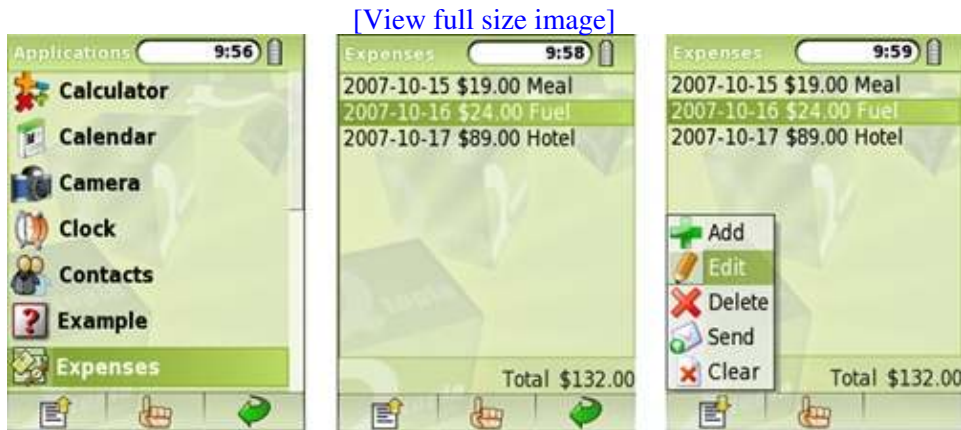 [View full size image]
Applications 9:56
Calculator
Calendar
Camera
Clock
Contacts
Example
Expenses
Expenses 9:58
2007-10-15 $19.00 Meal
2007-10-16 $24.00 Fuel
2007-10-17 $89.00 Hotel
Total $132.00
Expenses 9:59
2007-10-15 $19.00 Meal
2007-10-16 $24.00 Fuel
2007-10-17 $89.00 Hotel
Add
Edit
Delete
Send
Clear
Total $132.00